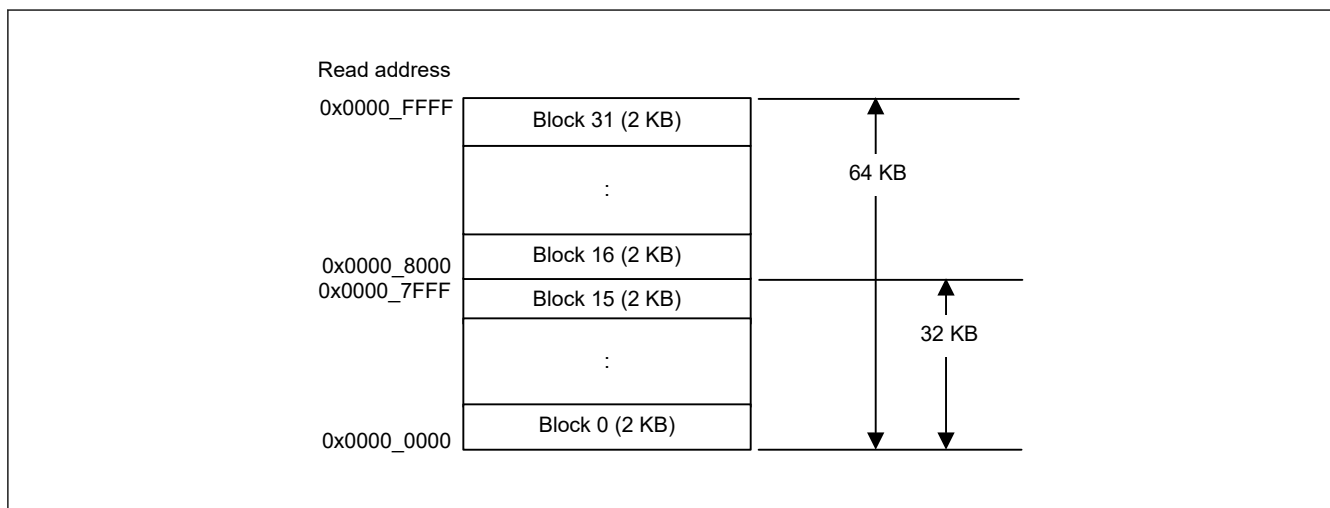 Read address
0x0000_FFFF
Block 31 (2 KB)
64 KB
:
Block 16 (2 KB)
0x0000_8000
0x0000_7FFF
Block 15 (2 KB)
32 KB
:
Block 0 (2 KB)
0x0000_0000